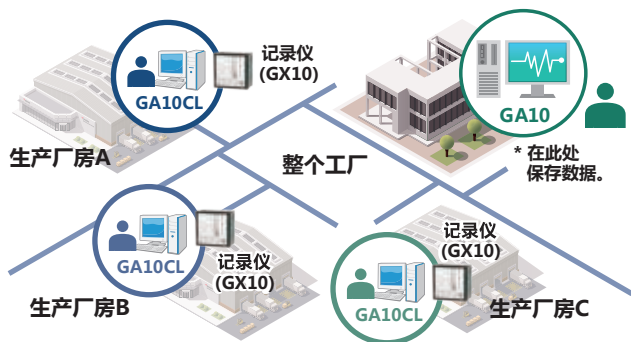 记录仪
(GX10)
GA10CL
生产厂房A
GA10
* 在此处
保存数据。
整个工厂
GA10CL
记录仪
(GX10)
生产厂房B
记录仪
(GX10)
GA10CL
生产厂房C